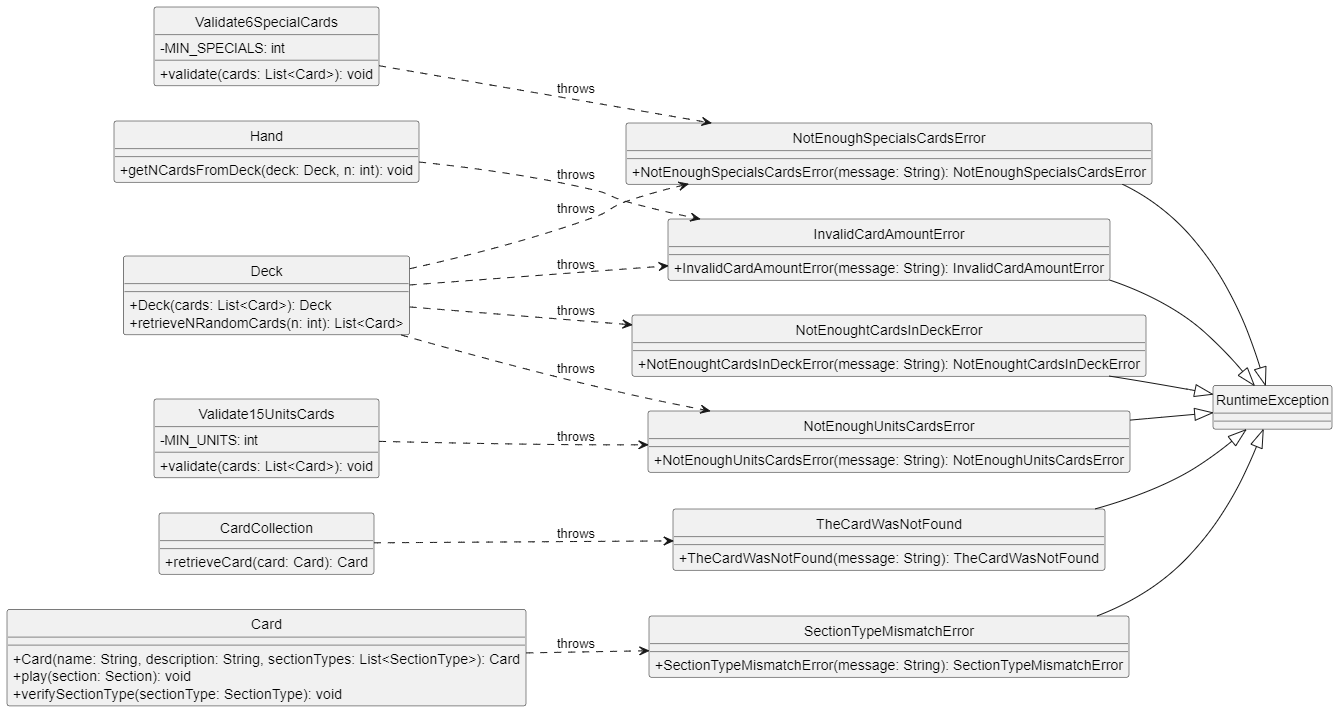 Validate6SpecialCards
-MIN_SPECIALS: int
+validate(cards: List<Card>): void
throws
Hand
+getNCardsFromDeck(deck: Deck, n: int): void
throws
NotEnoughSpecialsCardsError
+NotEnoughSpecialsCardsError(message: String): NotEnoughSpecialsCardsError
throws
InvalidCardAmountError
+InvalidCardAmountError(message: String): InvalidCardAmountError
Deck
+Deck(cards: List<Card>): Deck
+retrieveNRandomCards(n: int): List<Card>
throws
throws
NotEnoughtCardsInDeckError
+NotEnoughtCardsInDeckError(message: String): NotEnoughtCardsInDeckError
throws
RuntimeException
Validate15UnitsCards
-MIN_UNITS: int
+validate(cards: List<Card>): void
throws
NotEnoughUnitsCardsError
+NotEnoughUnitsCardsError(message: String): NotEnoughUnitsCardsError
CardCollection
+retrieveCard(card: Card): Card
throws
TheCardWasNotFound
+TheCardWasNotFound(message: String): TheCardWasNotFound
Card
+Card(name: String, description: String, sectionTypes: List<SectionType>): Card
+play(section: Section): void
+verifySectionType(sectionType: SectionType): void
throws
SectionTypeMismatchError
+SectionTypeMismatchError(message: String): SectionTypeMismatchError